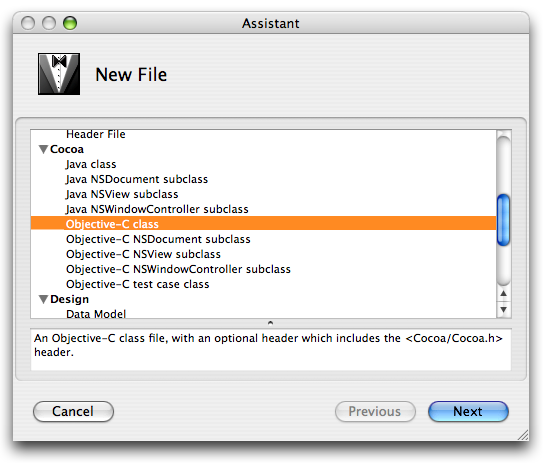 Assistant
New File
Header File
Cocoa
Java class
Java NSDocument subclass
Java NSView subclass
Java NSWindowController subclass
Objective-C class
Objective-C NSDocument subclass
Objective-C NSView subclass
Objective-C NSWindowController subclass
Objective-C test case class
Design
Data Model
An Objective-C class file, with an optional header which includes the <Cocoa/Cocoa.h>
header.
Cancel
Previous
Next